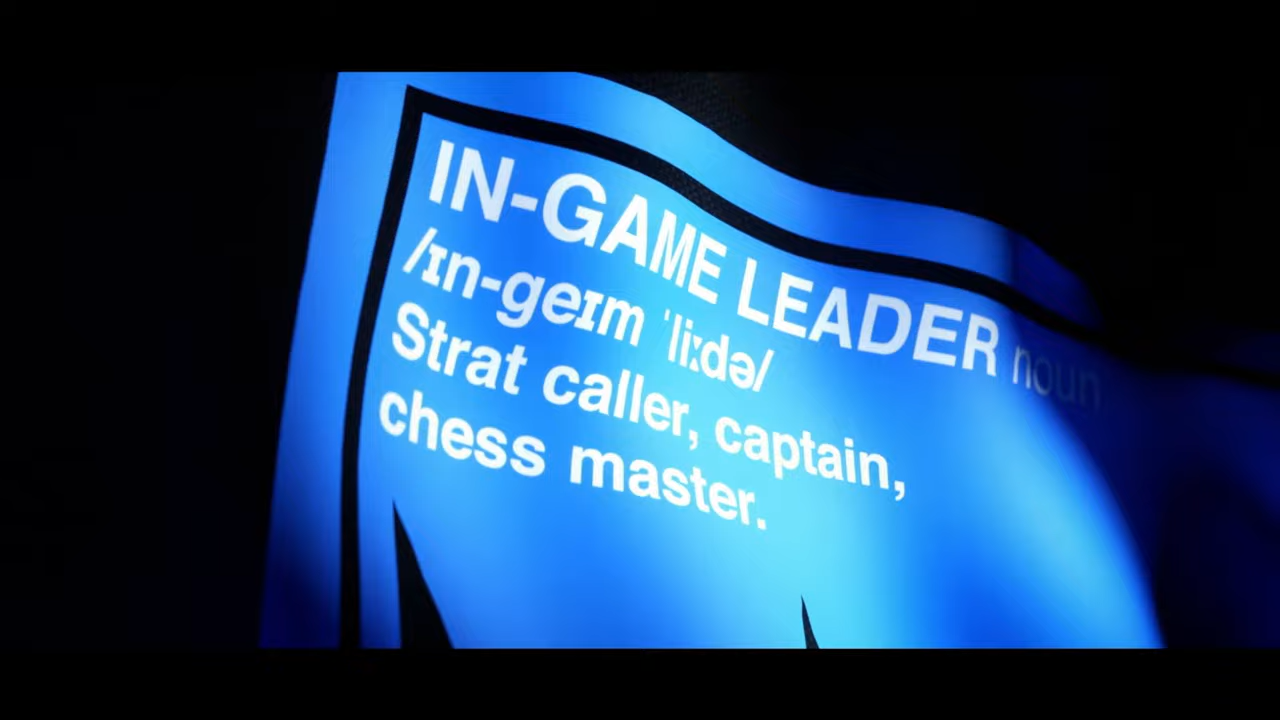 IN-GAME LEADER noun
/ɪn-geɪm ˈliːdə/
Strat caller, captain,
chess master.